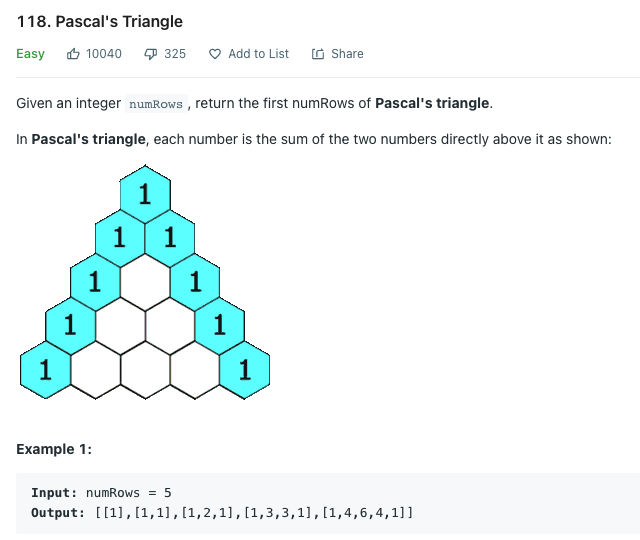 118. Pascal's Triangle
Easy 10040 325 Add to List Share
Given an integer numRows , return the first numRows of Pascal's triangle.
In Pascal's triangle, each number is the sum of the two numbers directly above it as shown:
1
1 1
1 1
1 1
1 1
Example 1:
Input: numRows = 5
Output: [[1],[1,1],[1,2,1],[1,3,3,1],[1,4,6,4,1]]